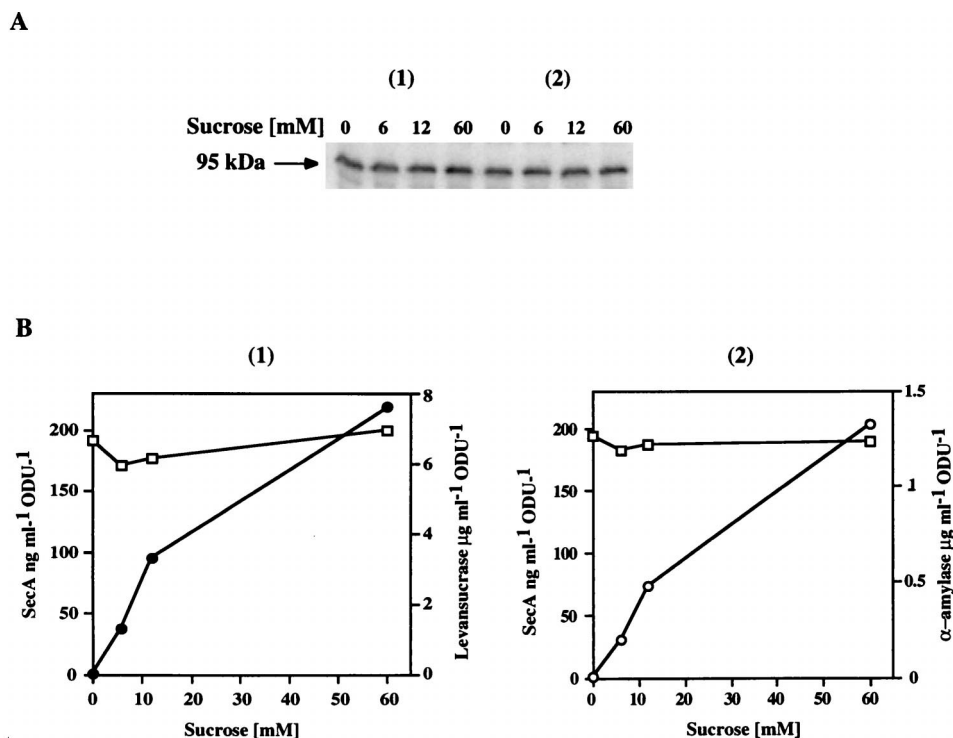 A
(1) (2)
Sucrose [mM] 0 6 12 60 0 6 12 60
95 kDa
B
(1)
SecA ng ml-1 ODU-1
200
150
100
50
0
8
6
4
2
0
Levansucrase µg ml-1 ODU-1
0 10 20 30 40 50 60
Sucrose [mM]
(2)
SecA ng ml-1 ODU-1
200
150
100
50
0
1.5
1
0.5
0
α–amylase µg ml-1 ODU-1
0 10 20 30 40 50 60
Sucrose [mM]